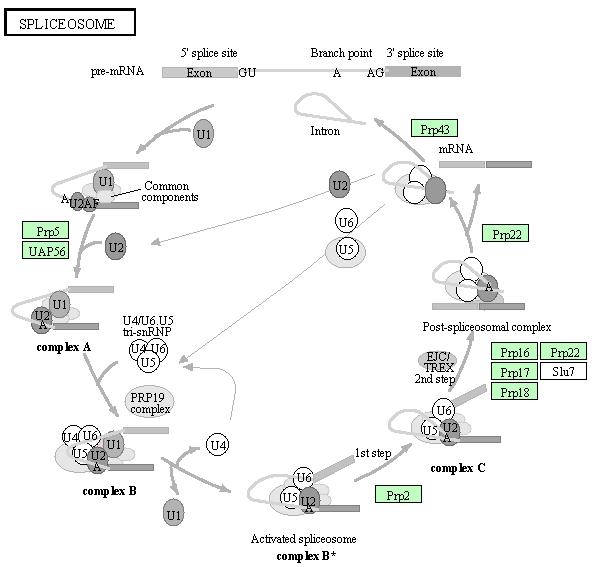 SPLICEOSOME
5' splice site
Branch point
3' splice site
pre-mRNA
Exon
GU
A
AG
Exon
U1
Intron
Prp43
mRNA
U1
Common
components
A
U2AF
U2
U6
U5
Prp22
Prp5
UAP56
U2
A
Post-spliceosomal complex
U1
U2
A
complex A
U4/U6.U5
tri-snRNP
U4
U6
U5
EJC/
TREX
2nd step
Prp16
Prp22
Prp17
Slu7
Prp18
PRP19
complex
U6
U5
U2
A
complex C
U4
U6
U1
U5
U2
A
complex B
U4
U1
1st step
U6
U5
U2
A
Prp2
Activated spliceosome
complex B*